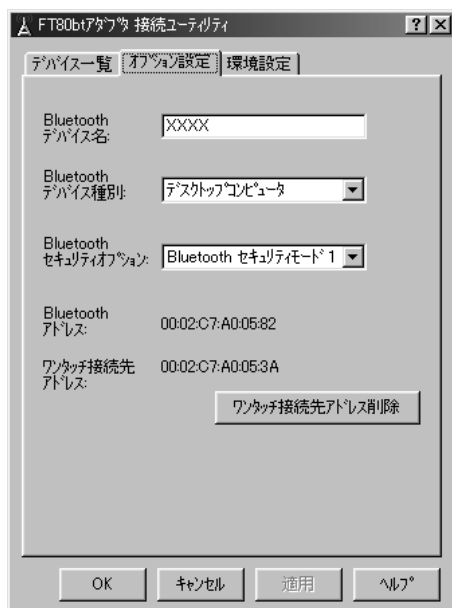 FT80btｱﾀﾞﾌﾟﾀ 接続ﾕｰﾃｨﾘﾃｨ
ﾃﾞﾊﾞｲｽ一覧 ｵﾌﾟｼｮﾝ設定 環境設定
Bluetooth
ﾃﾞﾊﾞｲｽ名:
XXXX
Bluetooth
ﾃﾞﾊﾞｲｽ種別:
ﾃﾞｽｸﾄｯﾌﾟｺﾝﾋﾟｭｰﾀ
Bluetooth
ｾｷｭﾘﾃｨｵﾌﾟｼｮﾝ:
Bluetooth ｾｷｭﾘﾃｨﾓｰﾄﾞ1
Bluetooth
ｱﾄﾞﾚｽ:
00:02:C7:A0:05:82
ﾜﾝﾀｯﾁ接続先
ｱﾄﾞﾚｽ:
00:02:C7:A0:05:3A
ﾜﾝﾀｯﾁ接続先ｱﾄﾞﾚｽ削除
OK ｷｬﾝｾﾙ 適用 ﾍﾙﾌﾟ